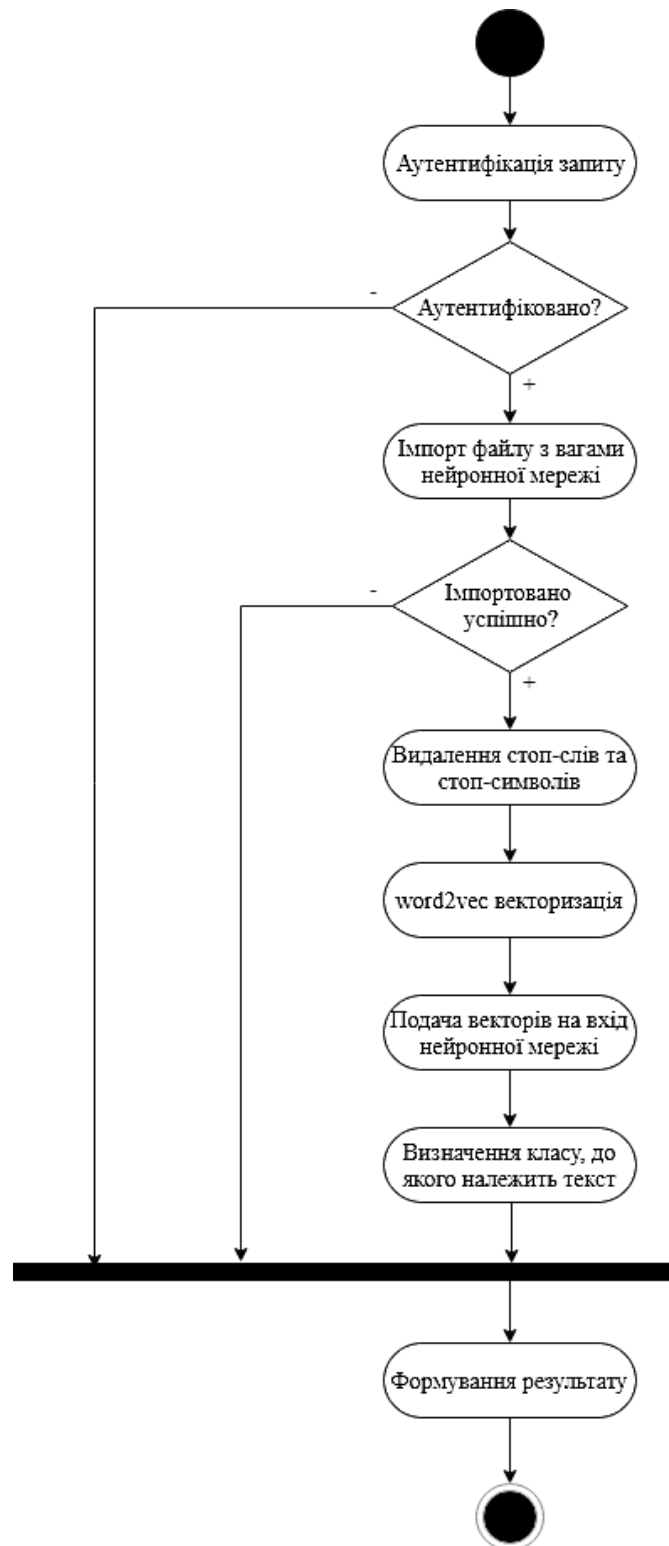 Аутентифікація запиту
-
Аутентифіковано?
+
Імпорт файлу з вагами
нейронної мережі
-
Імпортовано
успішно?
+
Видалення стоп-слів та
стоп-символів
word2vec векторизація
Подача векторів на вхід
нейронної мережі
Визначення класу, до
якого належить текст
Формування результату